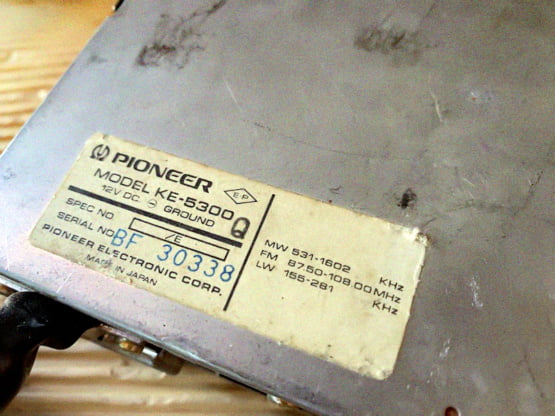 PIONEER
MODEL KE-5300 Q
E·P
12V DC. ⊖ GROUND
SPEC NO /E
SERIAL NO BF 30338
PIONEER ELECTRONIC CORP.
MADE IN JAPAN
MW 531-1602 KHz
FM 87.50-108.00 MHz
LW 155-281 KHz